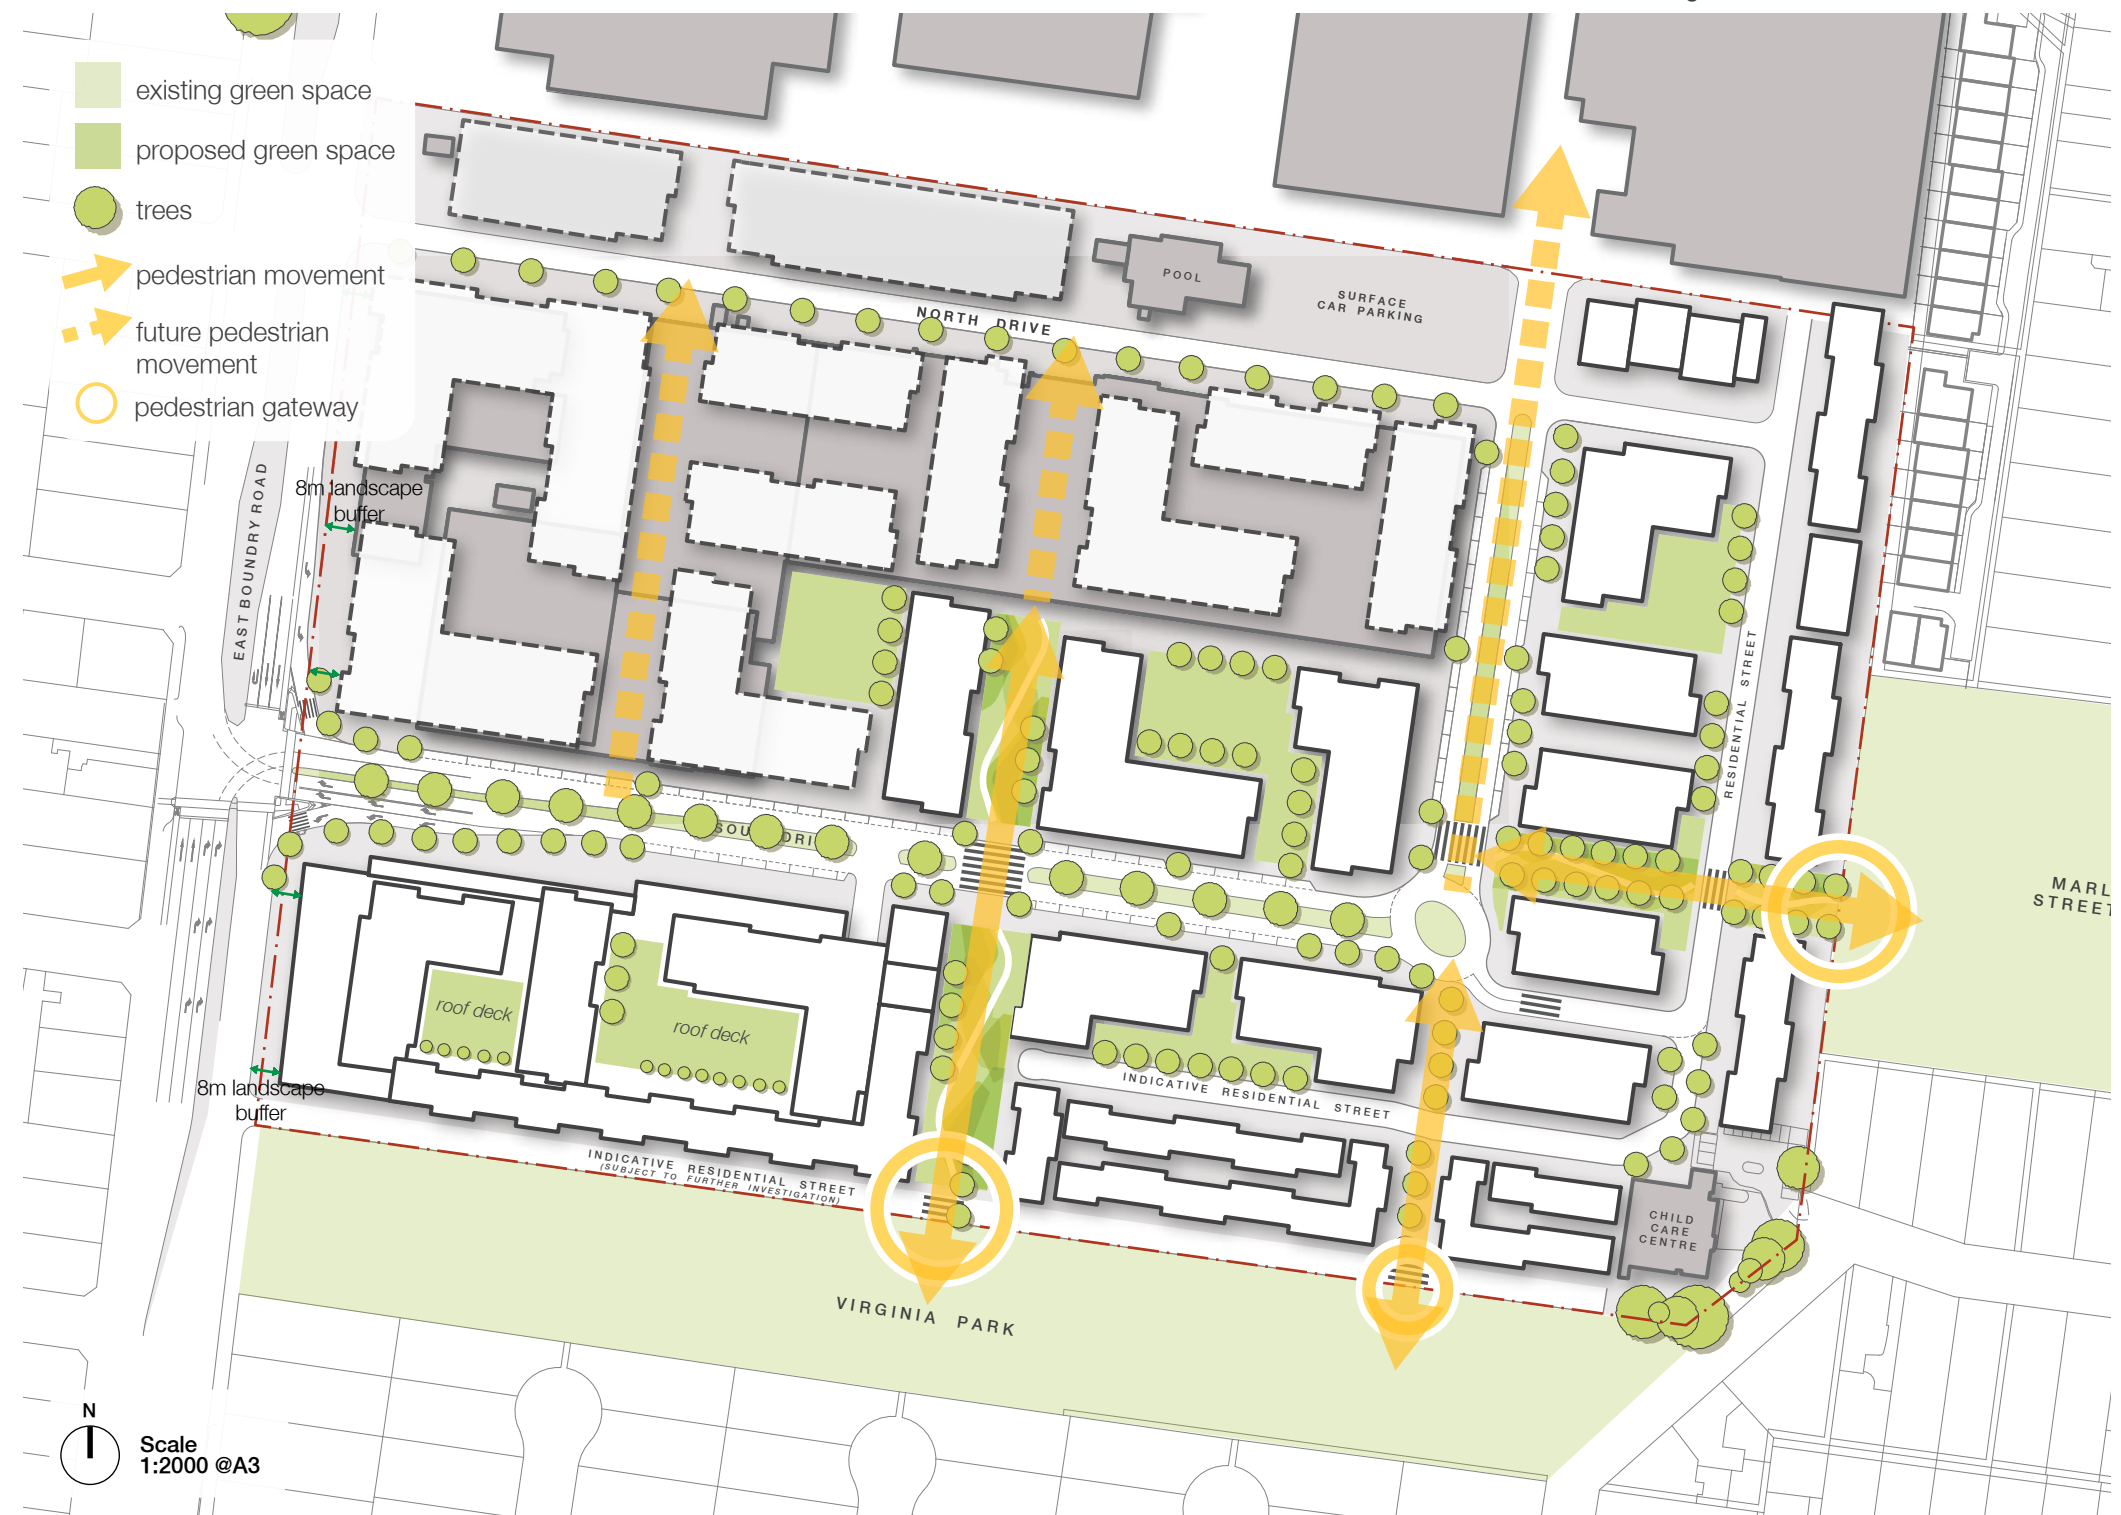 existing green space
proposed green space
trees
pedestrian movement
future pedestrian
movement
pedestrian gateway
POOL
SURFACE
CAR PARKING
NORTH DRIVE
8m landscape
buffer
EAST BOUNDRY ROAD
RESIDENTIAL STREET
MARL
STREET
roof deck
roof deck
INDICATIVE RESIDENTIAL STREET
8m landscape
buffer
INDICATIVE RESIDENTIAL STREET
(SUBJECT TO FURTHER INVESTIGATION)
CHILD
CARE
CENTRE
VIRGINIA PARK
N
Scale
1:2000 @A3